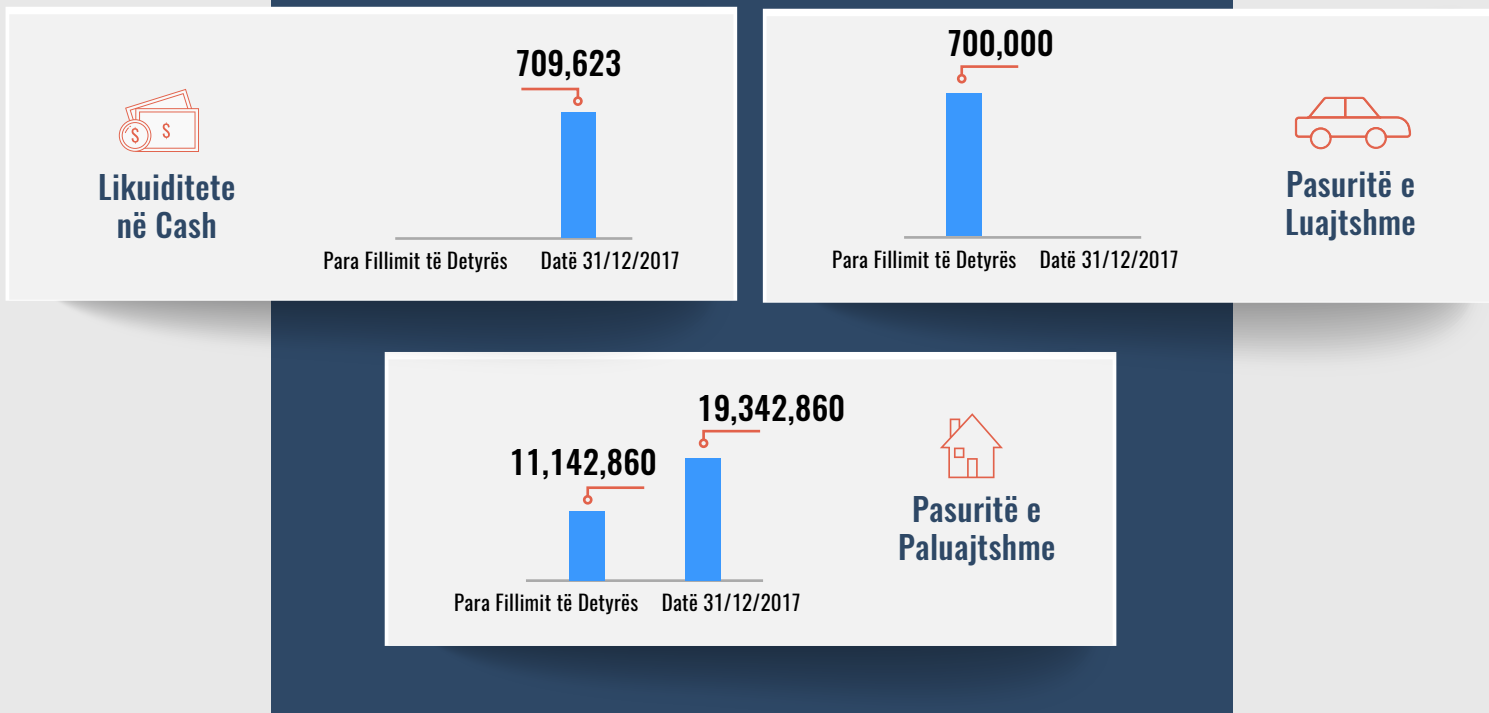 709,623
$ $
Likuiditete
në Cash
Para Fillimit të Detyrës Datë 31/12/2017
700,000
Pasuritë e
Luajtshme
Para Fillimit të Detyrës Datë 31/12/2017
19,342,860
11,142,860
Pasuritë e
Paluajtshme
Para Fillimit të Detyrës Datë 31/12/2017